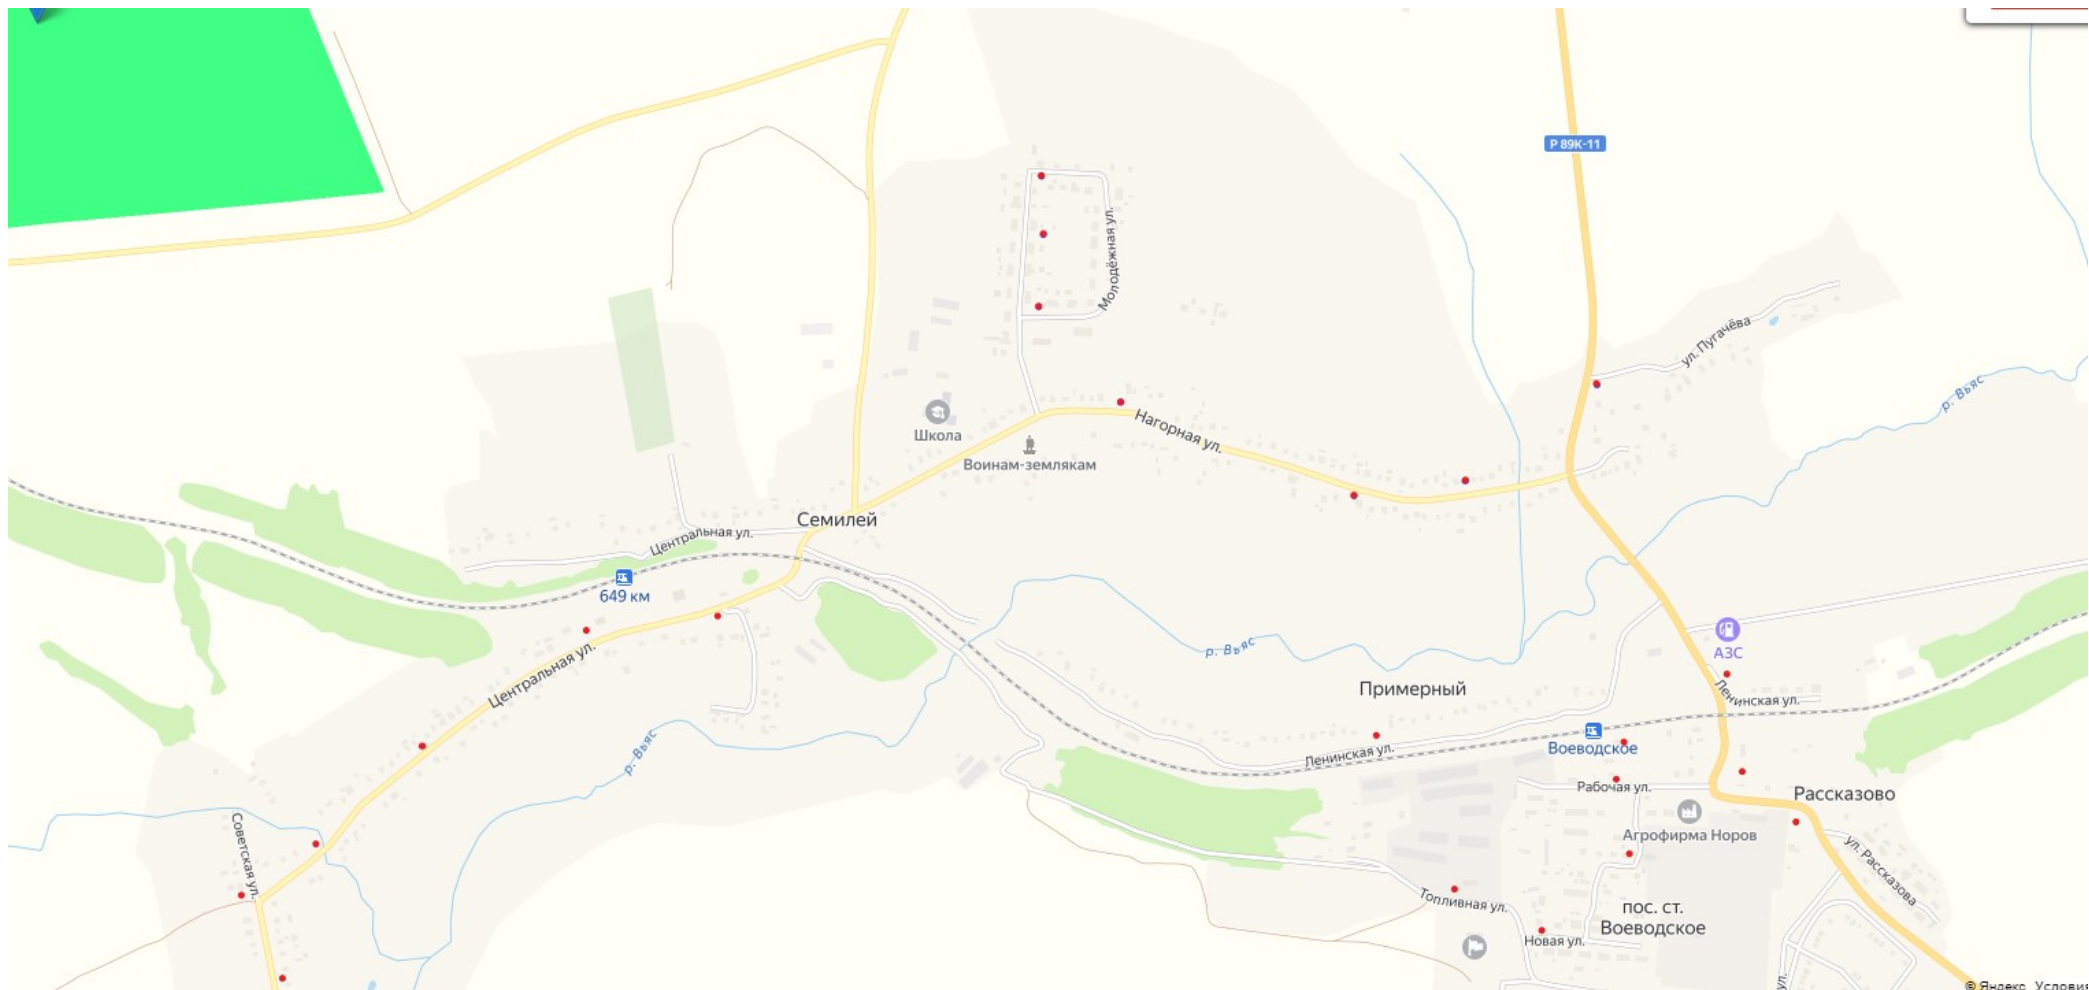 Р 89К-11
Молодёжная ул.
ул. Пугачёва
р. Вьяс
Школа
Нагорная ул.
Воинам-землякам
Семилей
Центральная ул.
649 км
АЗС
р. Вьяс
Центральная ул.
Примерный
Ленинская ул.
р. Вьяс
Воеводское
Ленинская ул.
Рабочая ул.
Рассказово
Советская ул.
Агрофирма Норов
ул. Рассказова
Топливная ул.
пос. ст.
Воеводское
Новая ул.
ул.
© Яндекс Условия